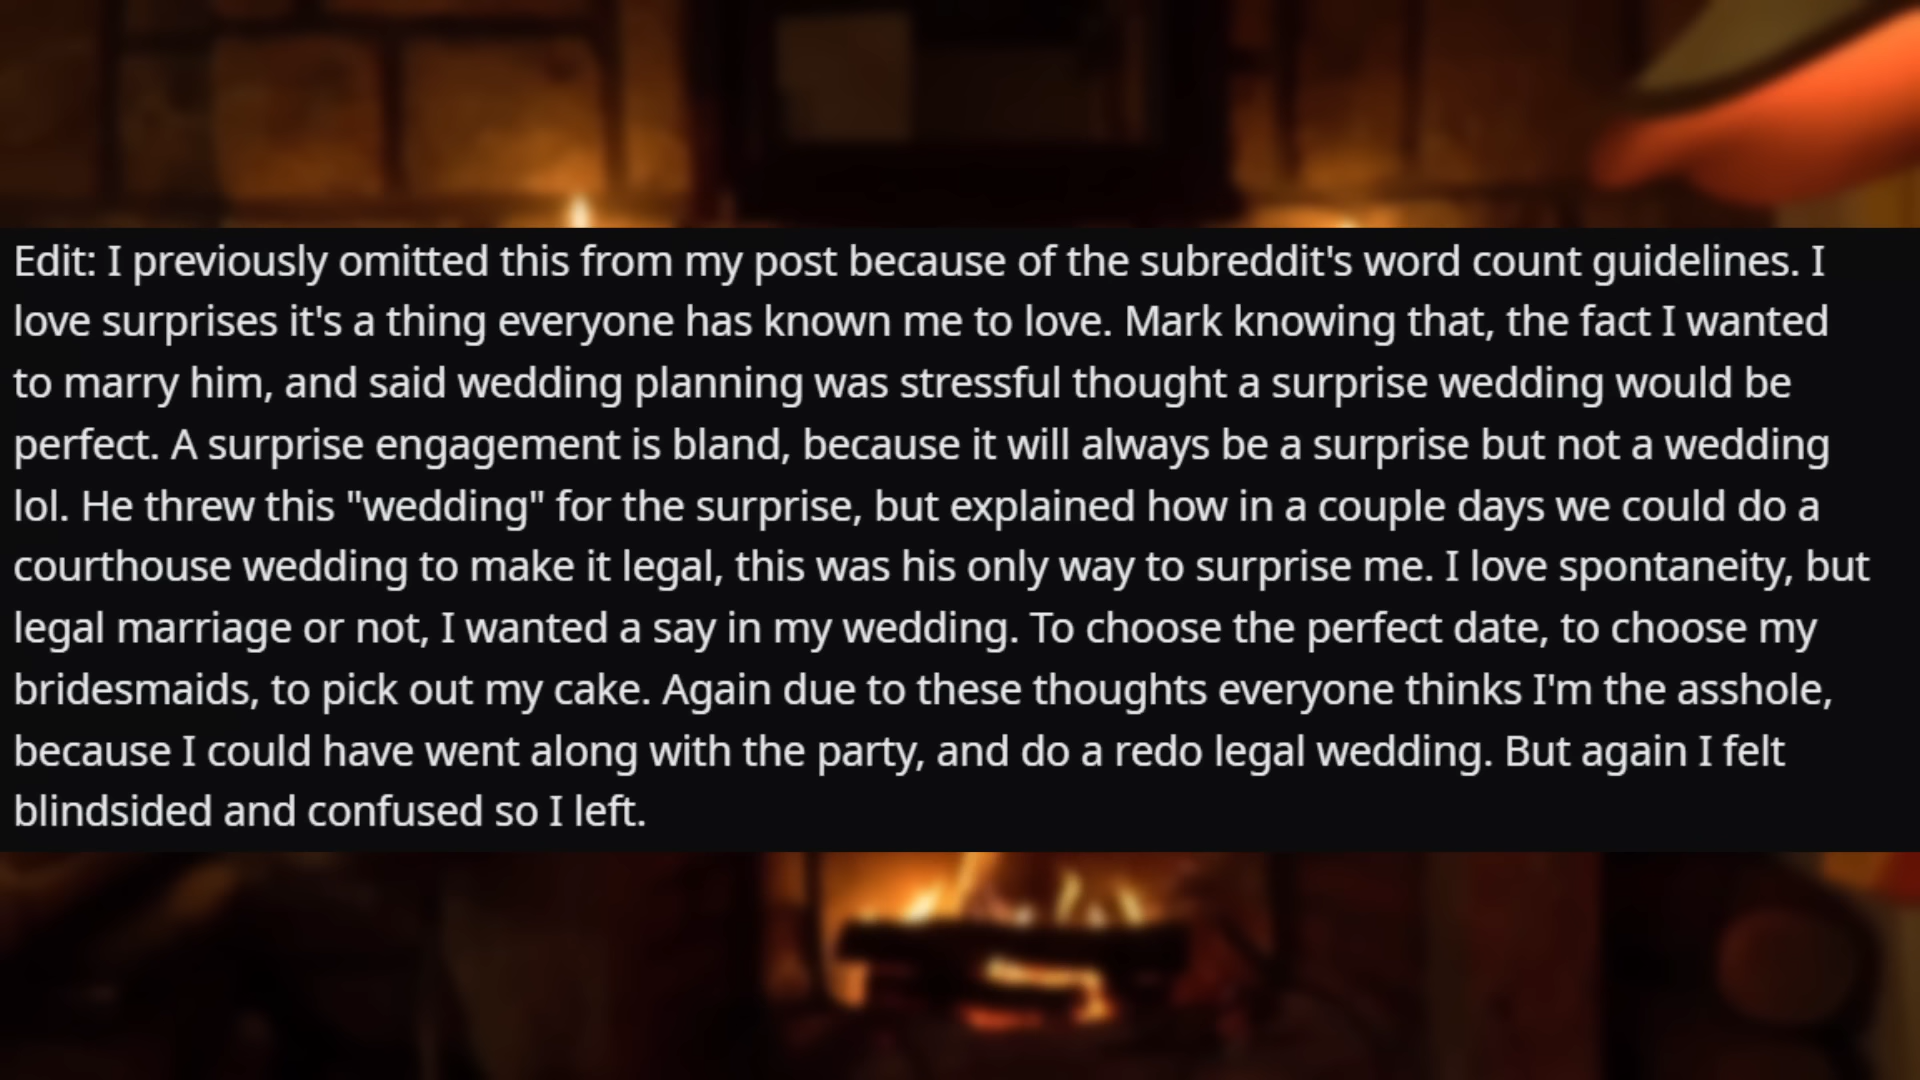 Edit: I previously omitted this from my post because of the subreddit's word count guidelines. I
love surprises it's a thing everyone has known me to love. Mark knowing that, the fact I wanted
to marry him, and said wedding planning was stressful thought a surprise wedding would be
perfect. A surprise engagement is bland, because it will always be a surprise but not a wedding
lol. He threw this "wedding" for the surprise, but explained how in a couple days we could do a
courthouse wedding to make it legal, this was his only way to surprise me. I love spontaneity, but
legal marriage or not, I wanted a say in my wedding. To choose the perfect date, to choose my
bridesmaids, to pick out my cake. Again due to these thoughts everyone thinks I'm the asshole,
because I could have went along with the party, and do a redo legal wedding. But again I felt
blindsided and confused so I left.